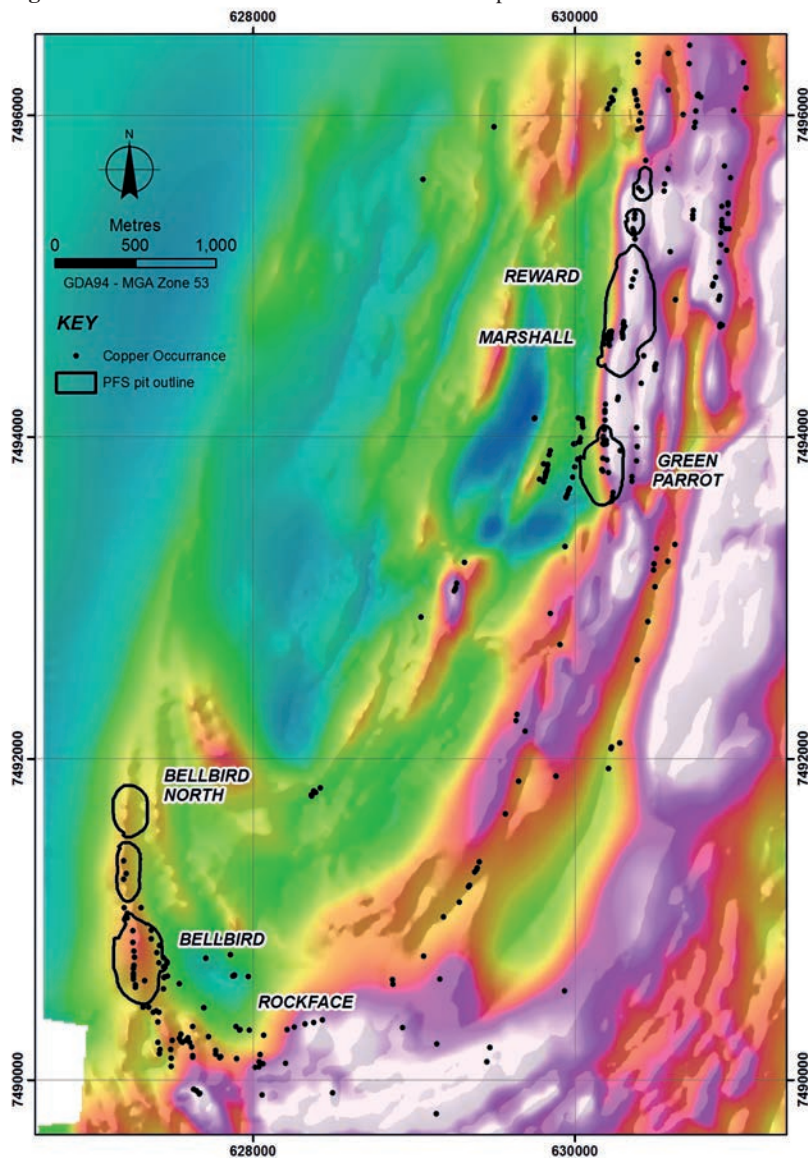 628000
630000
7496000
7496000
N
Metres
0 500 1,000
GDA94 - MGA Zone 53
KEY
Copper Occurrance
PFS pit outline
REWARD
MARSHALL
7494000
7494000
GREEN
PARROT
7492000
7492000
BELLBIRD
NORTH
BELLBIRD
ROCKFACE
7490000
7490000
628000
630000